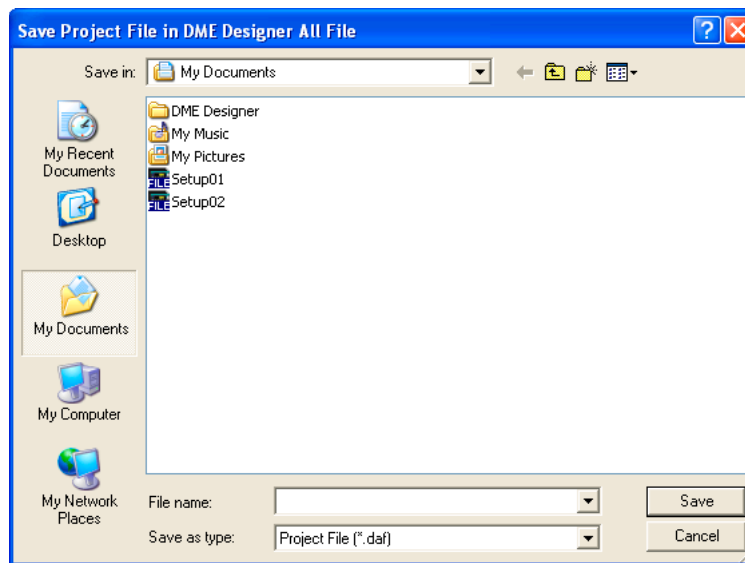 Save Project File in DME Designer All File
Save in:
My Documents
My Recent
Documents
Desktop
My Documents
My Computer
My Network
Places
DME Designer
My Music
My Pictures
FILE Setup01
FILE Setup02
File name:
Save
Save as type:
Project File (*.daf)
Cancel